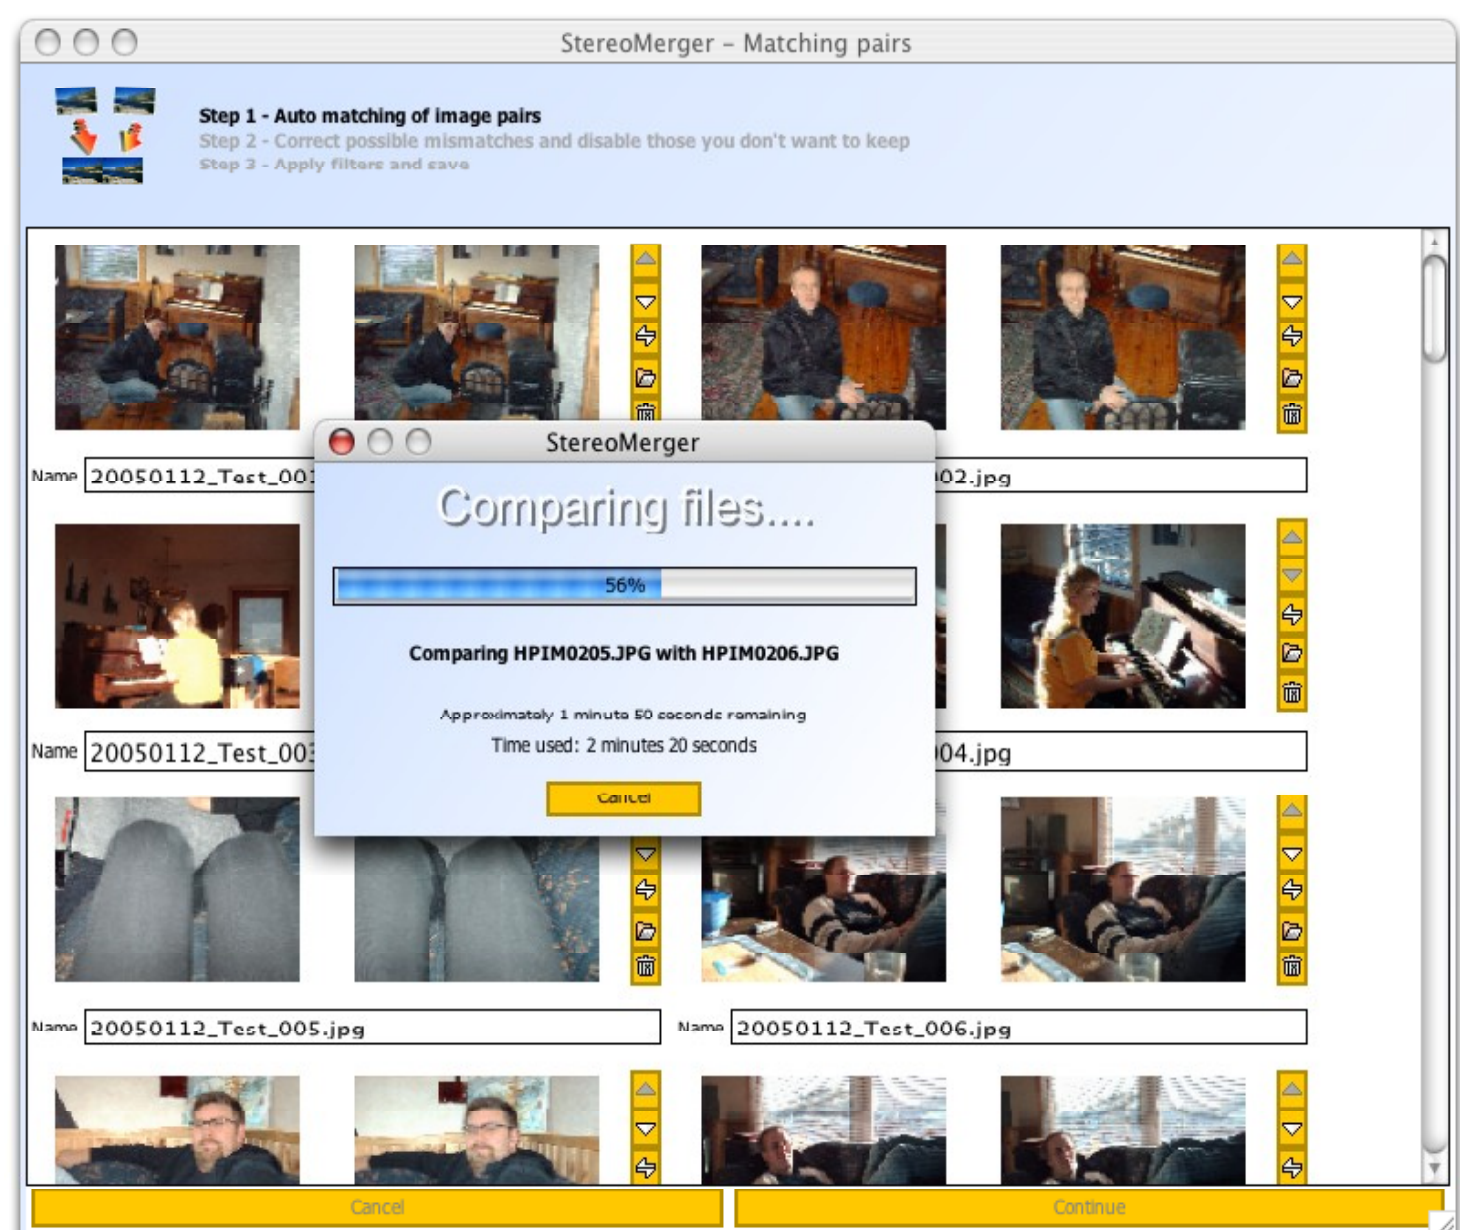 StereoMerger – Matching pairs
Step 1 - Auto matching of image pairs
Step 2 - Correct possible mismatches and disable those you don't want to keep
Step 3 - Apply filters and save
StereoMerger
Name 20050112_Test_001
02.jpg
Comparing files....
56%
Comparing HPIM0205.JPG with HPIM0206.JPG
Approximately 1 minute 50 seconds remaining
Time used: 2 minutes 20 seconds
Name 20050112_Test_003
04.jpg
Cancel
Name 20050112_Test_005.jpg
Name 20050112_Test_006.jpg
Cancel
Continue